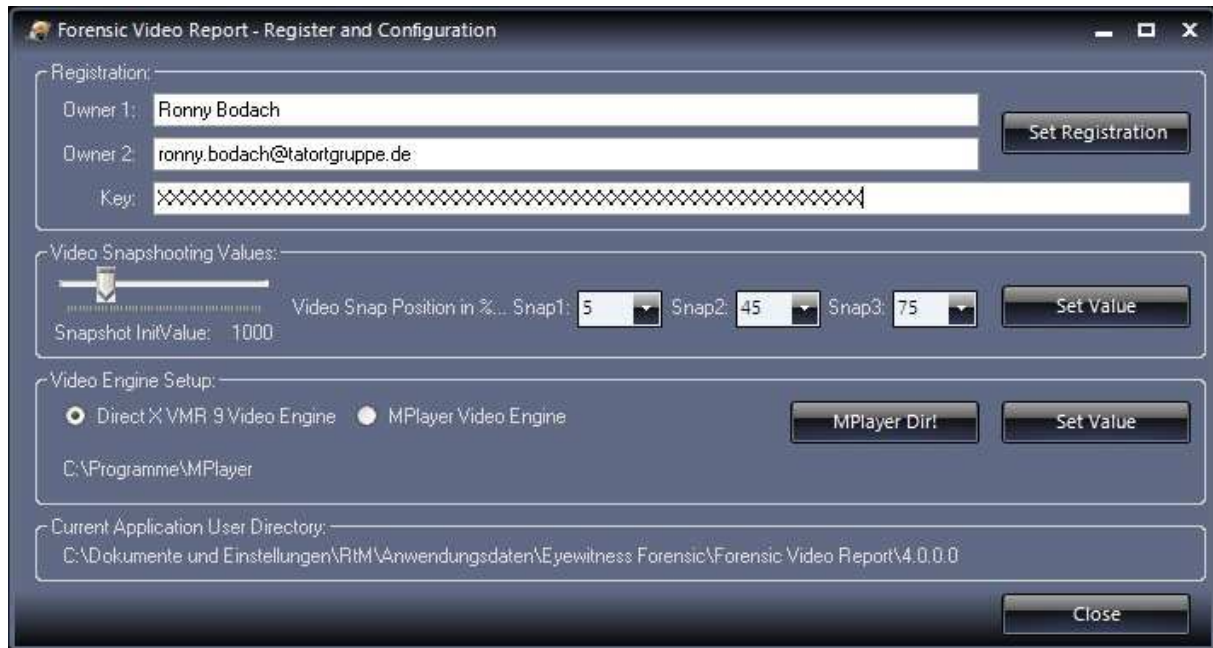 Forensic Video Report - Register and Configuration
Registration:
Owner 1: Ronny Bodach
Set Registration
Owner 2: ronny.bodach@tatortgruppe.de
Key: XXXXXXXXXXXXXXXXXXXXXXXXXXXXXXXXXXXXXXXXXXXXXXXXXXXXXXXXXXX
Video Snapshooting Values:
Video Snap Position in %... Snap1: 5 Snap2: 45 Snap3: 75 Set Value
Snapshot InitValue: 1000
Video Engine Setup:
Direct X VMR 9 Video Engine MPlayer Video Engine MPlayer Dir! Set Value
C:\Programme\MPlayer
Current Application User Directory:
C:\Dokumente und Einstellungen\RtM\Anwendungsdaten\Eyewitness Forensic\Forensic Video Report\4.0.0.0
Close